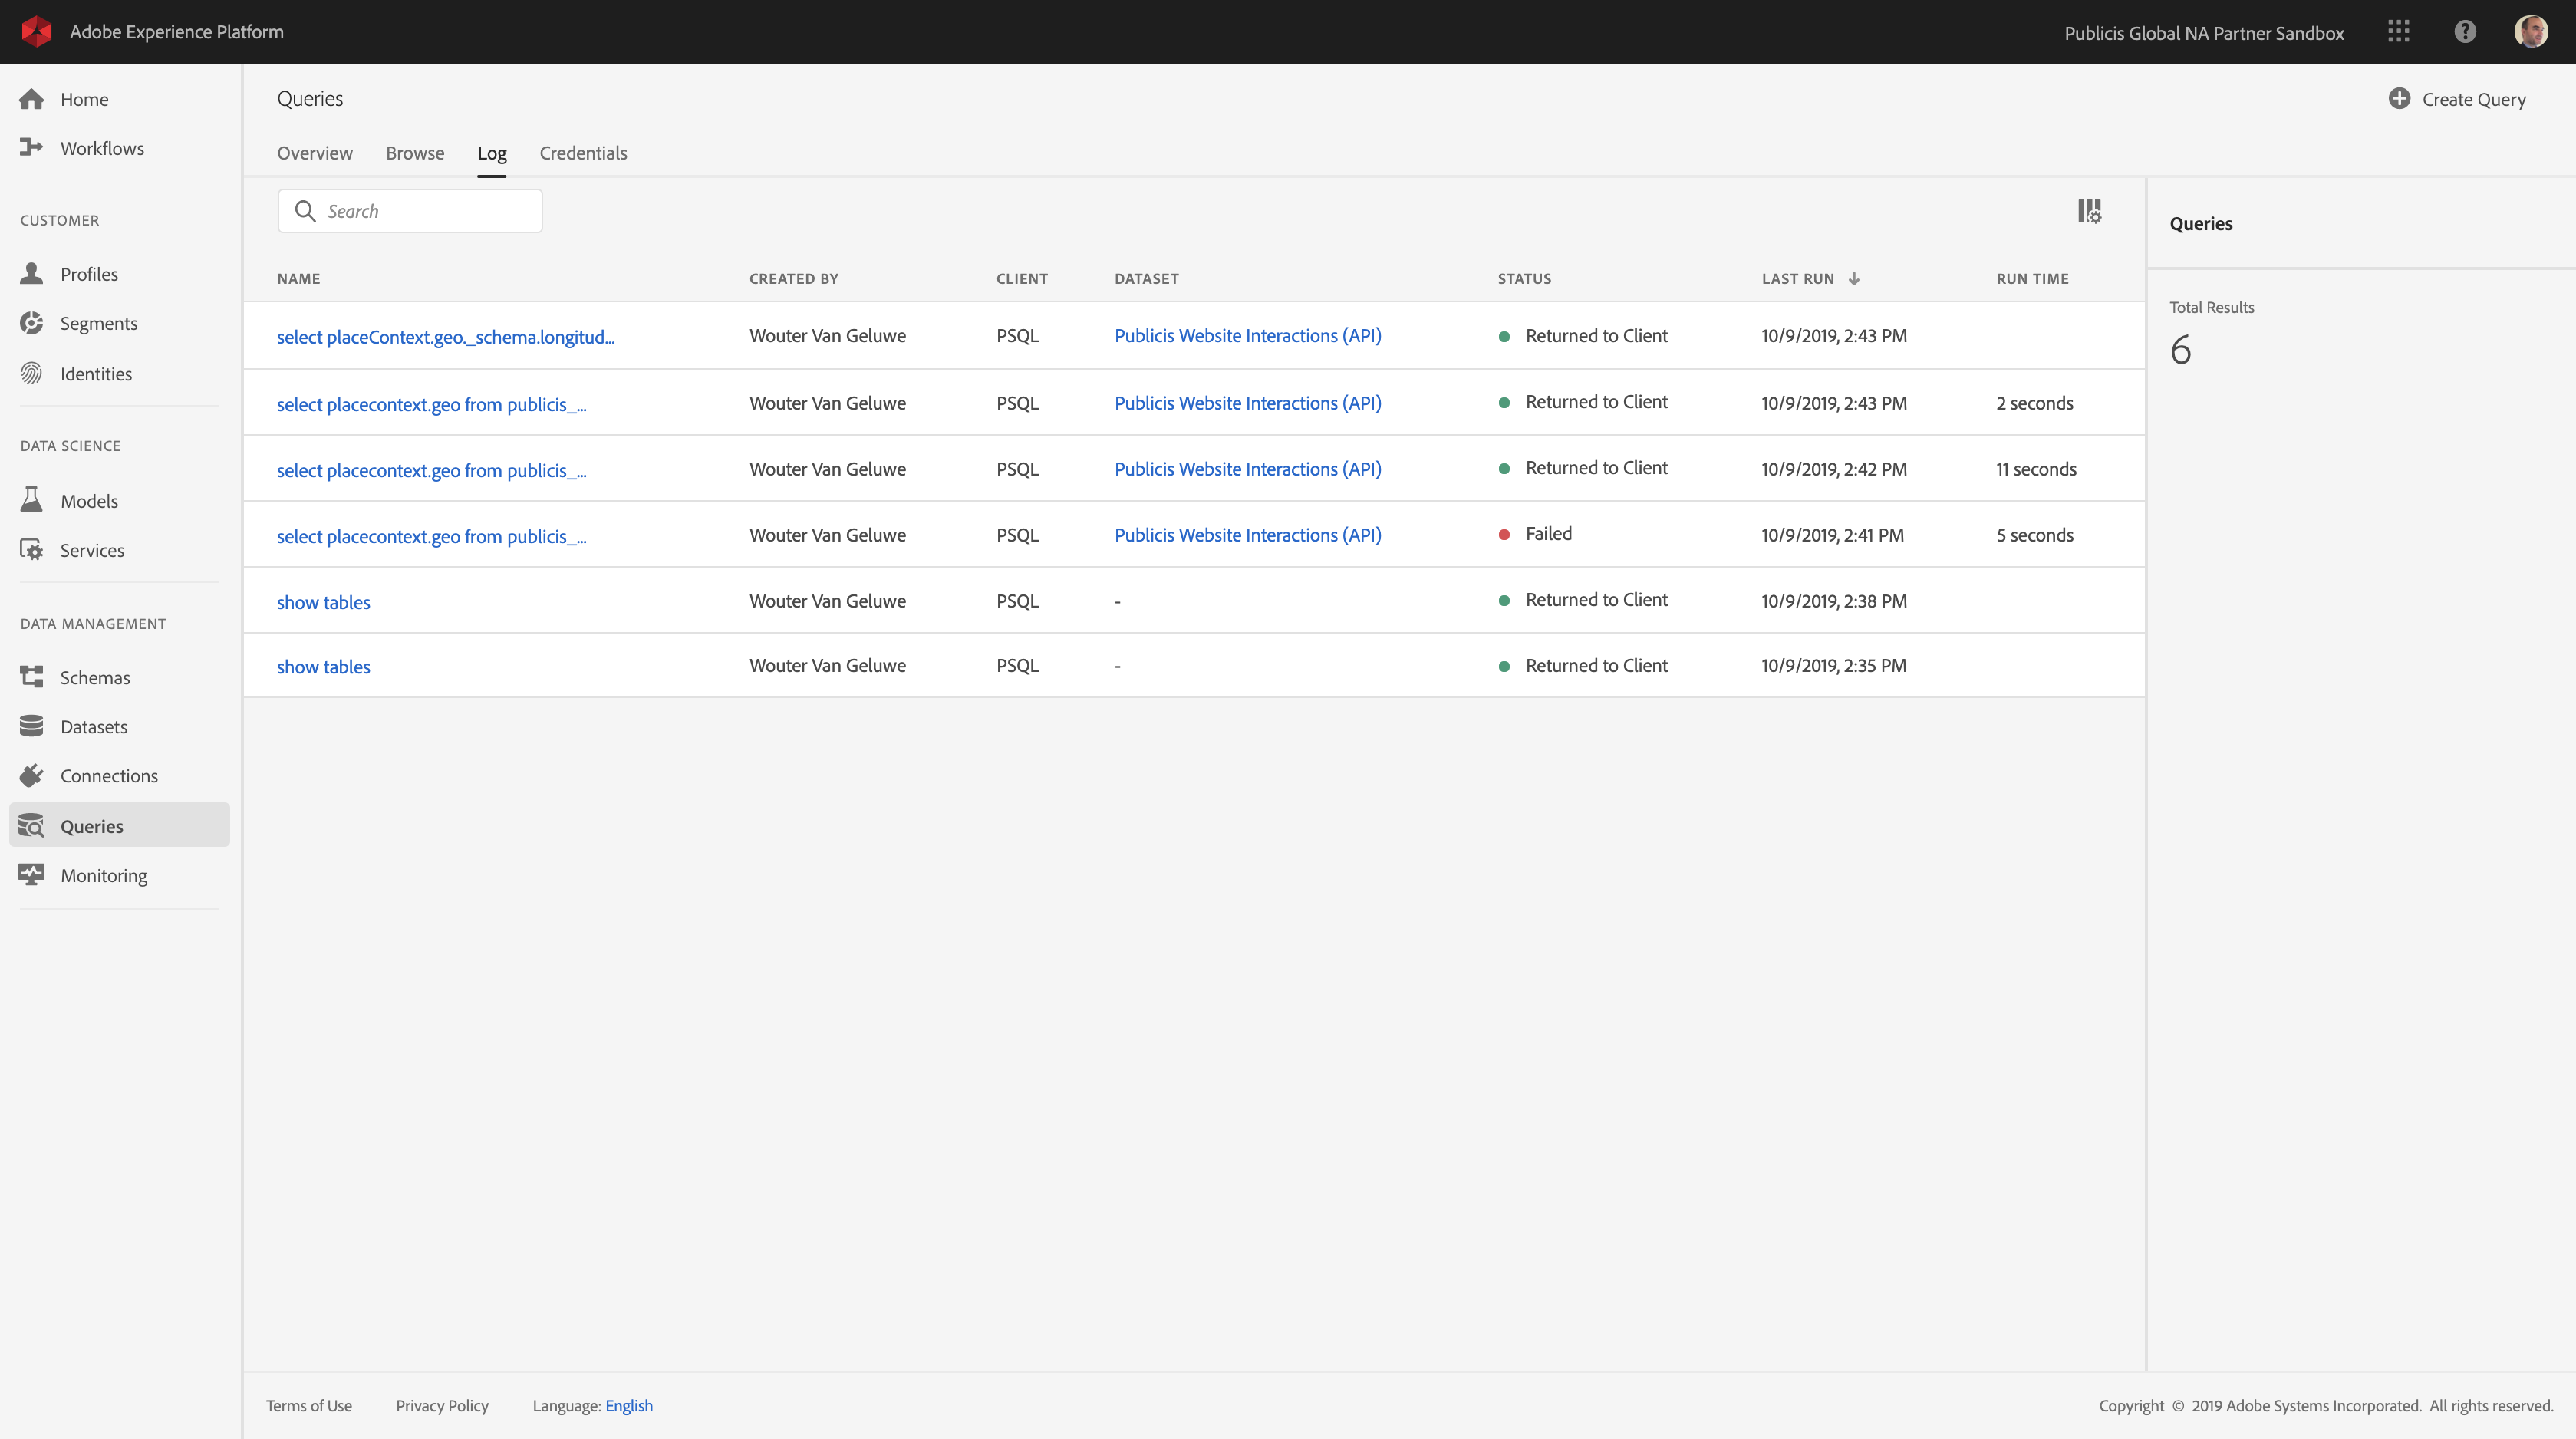 Adobe Experience Platform
Publicis Global NA Partner Sandbox
Home
Workflows
CUSTOMER
Profiles
Segments
Identities
DATA SCIENCE
Models
Services
DATA MANAGEMENT
Schemas
Datasets
Connections
Queries
Monitoring
Queries
Create Query
Overview Browse Log Credentials
Search
NAME CREATED BY CLIENT DATASET STATUS LAST RUN RUN TIME
select placeContext.geo._schema.longitud... Wouter Van Geluwe PSQL Publicis Website Interactions (API) Returned to Client 10/9/2019, 2:43 PM
select placecontext.geo from publicis_... Wouter Van Geluwe PSQL Publicis Website Interactions (API) Returned to Client 10/9/2019, 2:43 PM 2 seconds
select placecontext.geo from publicis_... Wouter Van Geluwe PSQL Publicis Website Interactions (API) Returned to Client 10/9/2019, 2:42 PM 11 seconds
select placecontext.geo from publicis_... Wouter Van Geluwe PSQL Publicis Website Interactions (API) Failed 10/9/2019, 2:41 PM 5 seconds
show tables Wouter Van Geluwe PSQL - Returned to Client 10/9/2019, 2:38 PM
show tables Wouter Van Geluwe PSQL - Returned to Client 10/9/2019, 2:35 PM
Queries
Total Results
6
Terms of Use Privacy Policy Language: English
Copyright © 2019 Adobe Systems Incorporated. All rights reserved.